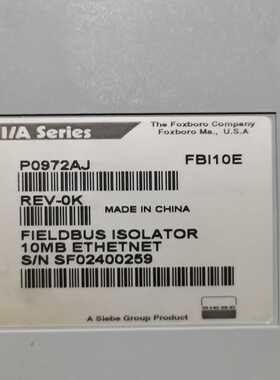 I/A Series
The Foxboro Company
Foxboro Ma., U.S.A
P0972AJ
FBI10E
REV-0K
MADE IN CHINA
FIELDBUS ISOLATOR
10MB ETHETNET
S/N SF02400259
A Siebe Group Product